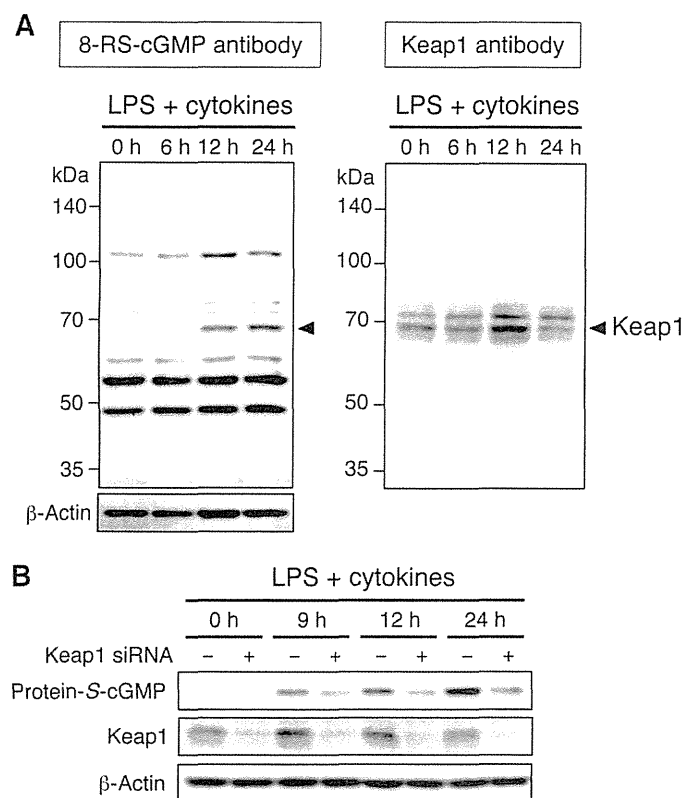 A
8-RS-cGMP antibody
Keap1 antibody
LPS + cytokines
LPS + cytokines
0 h 6 h 12 h 24 h
0 h 6 h 12 h 24 h
kDa
140
100
70
50
35
β-Actin
kDa
140
100
70
50
35
Keap1
B
LPS + cytokines
0 h 9 h 12 h 24 h
Keap1 siRNA − + − + − + − +
Protein-S-cGMP
Keap1
β-Actin